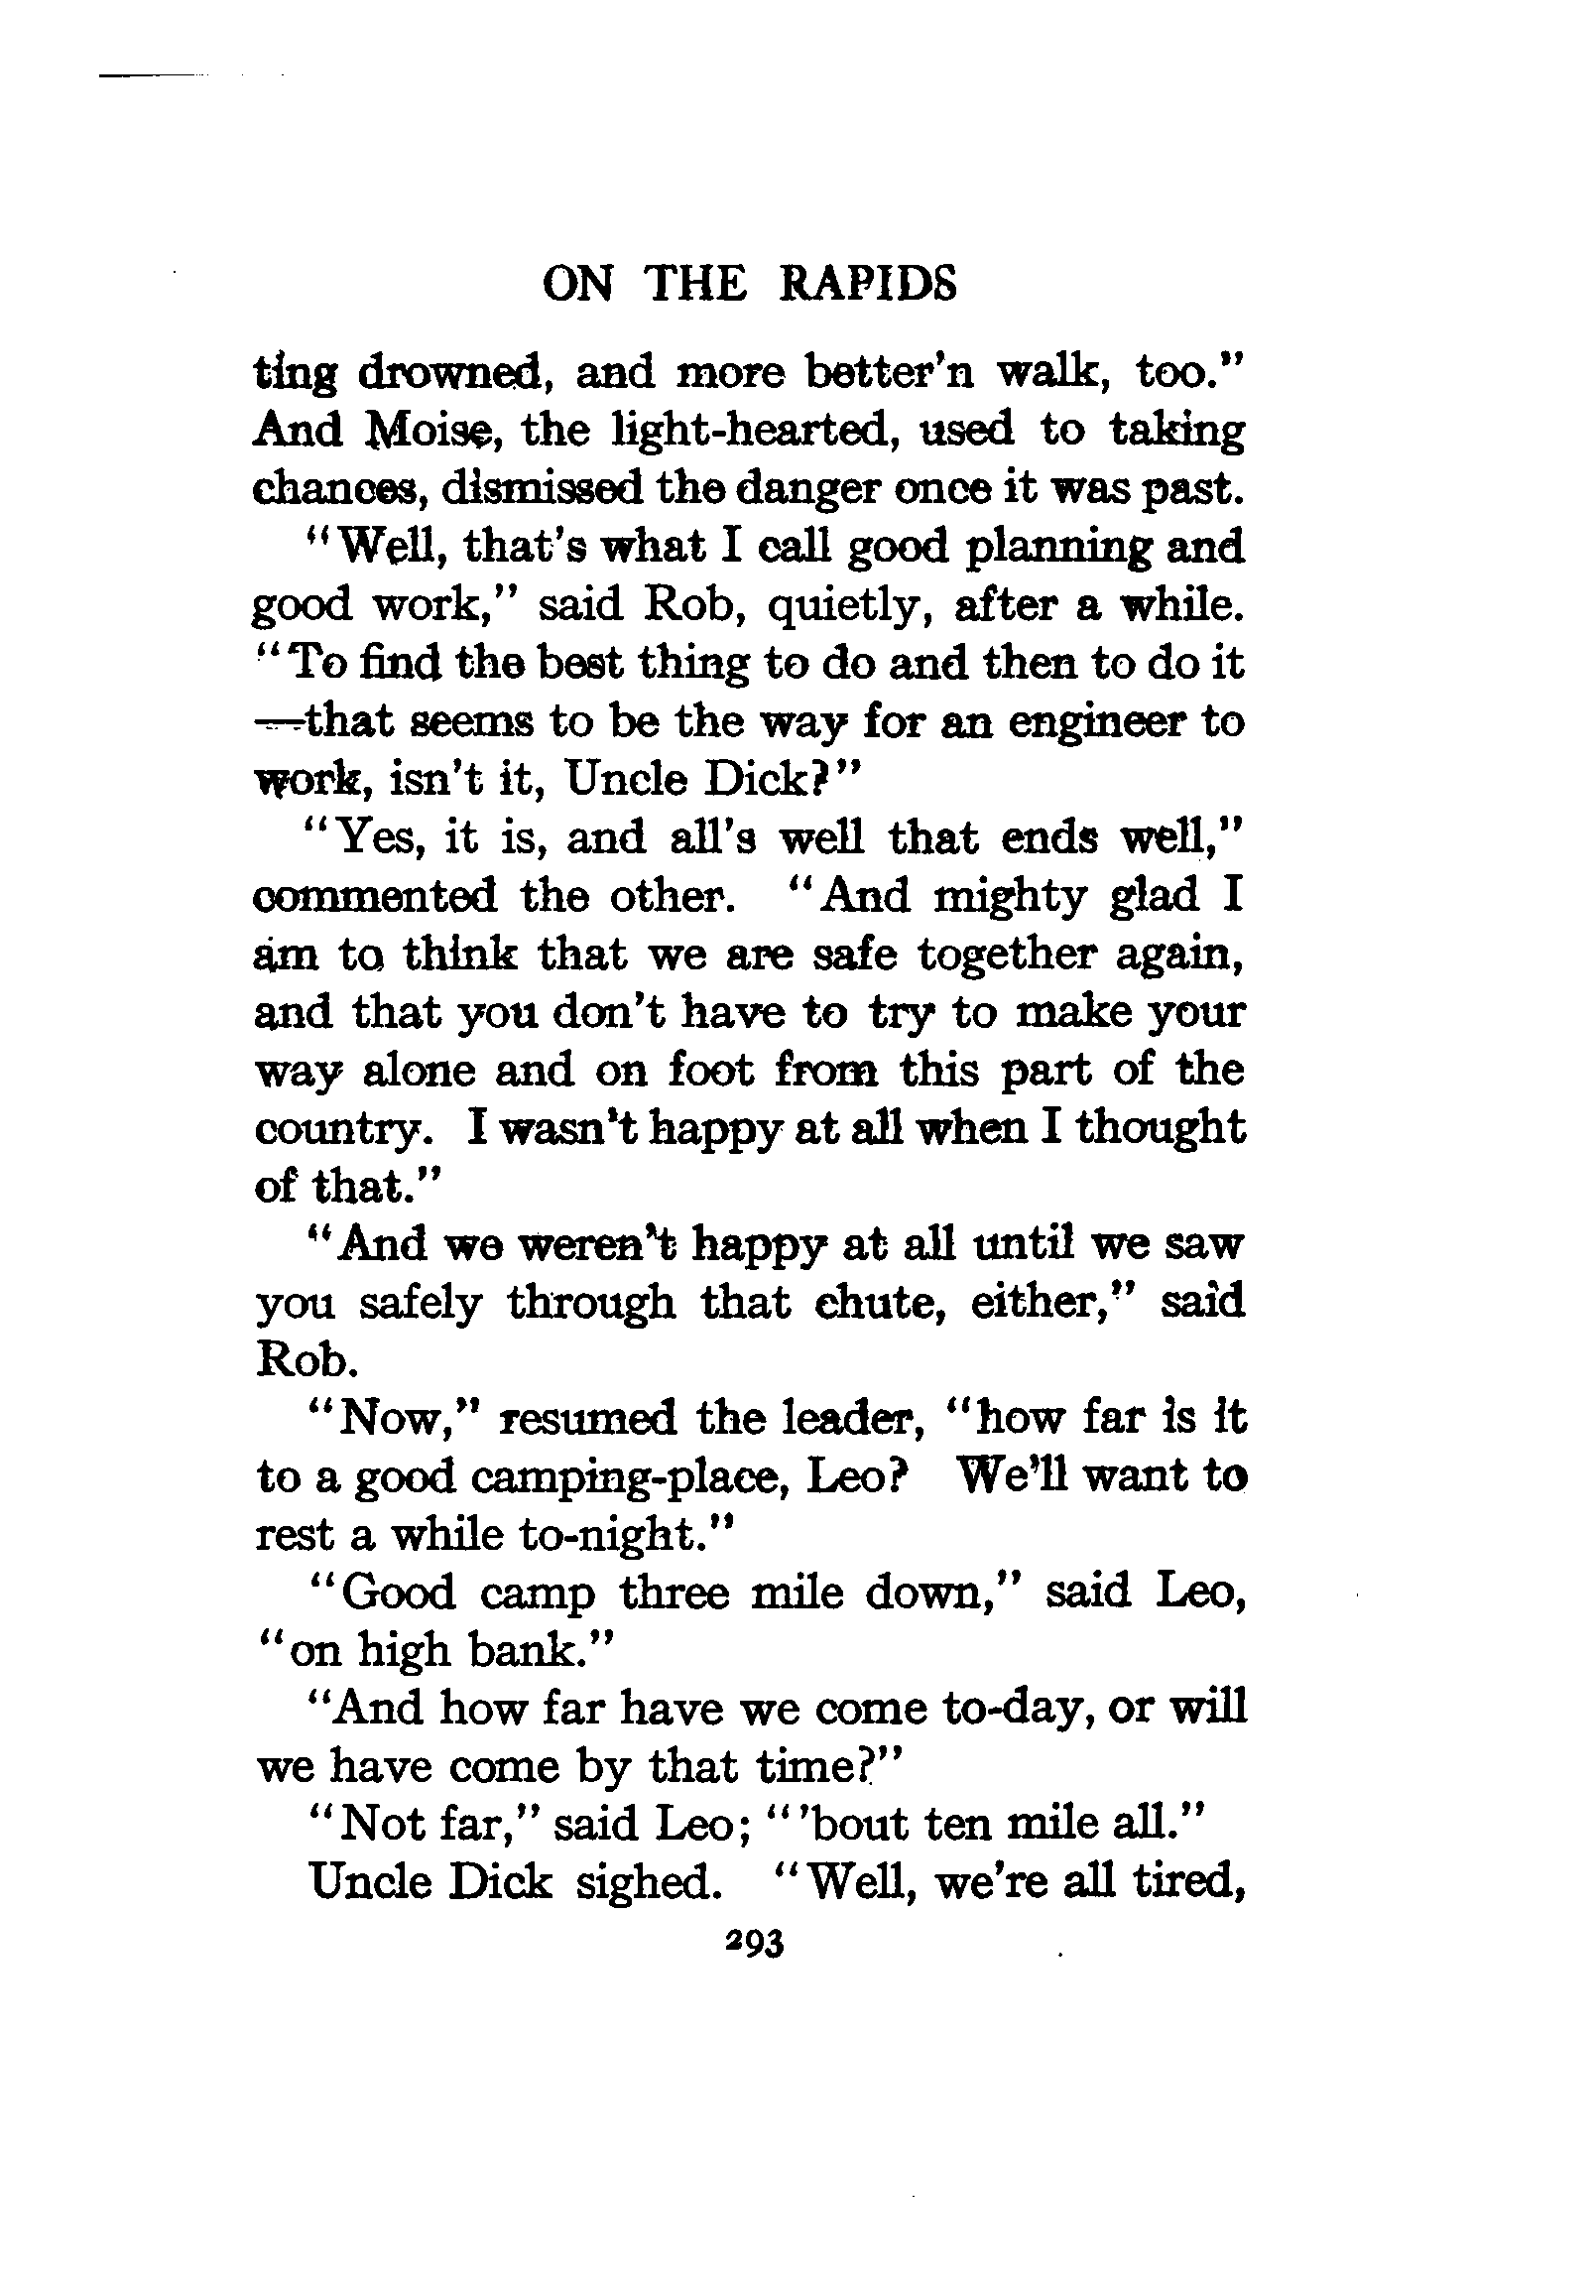 ON THE RAPIDS
ting drowned, and more better'n walk, too."
And Moise, the light-hearted, used to taking
chances, dismissed the danger once it was past.
"Well, that's what I call good planning and
good work," said Rob, quietly, after a while.
"To find the best thing to do and then to do it
—that seems to be the way for an engineer to
work, isn't it, Uncle Dick?"
"Yes, it is, and all's well that ends well,"
commented the other. "And mighty glad I
am to think that we are safe together again,
and that you don't have to try to make your
way alone and on foot from this part of the
country. I wasn't happy at all when I thought
of that."
"And we weren't happy at all until we saw
you safely through that chute, either," said
Rob.
"Now," resumed the leader, "how far is it
to a good camping-place, Leo? We'll want to
rest a while to-night."
"Good camp three mile down," said Leo,
"on high bank."
"And how far have we come to-day, or will
we have come by that time?"
"Not far," said Leo; "'bout ten mile all."
Uncle Dick sighed. "Well, we're all tired,
293